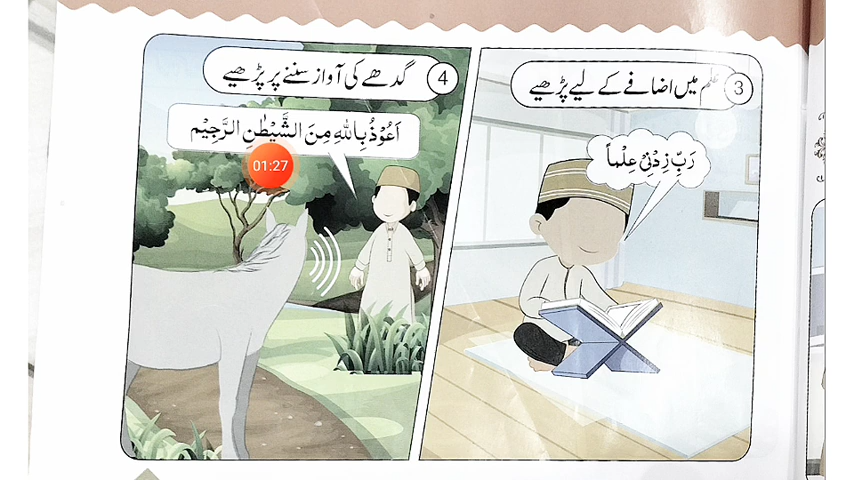 3 علم میں اضافے کے لیے پڑھیے
رَبِّ زِدْنِیْ عِلْماً
4 گدھے کی آواز سننے پر پڑھیے
اَعُوْذُ بِاللّٰهِ مِنَ الشَّیْطٰنِ الرَّجِیْم
01:27